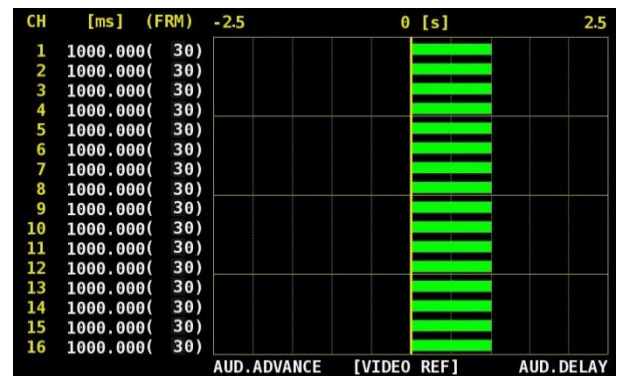 CH [ms] (FRM) -2.5 0 [s] 2.5
1 1000.000( 30)
2 1000.000( 30)
3 1000.000( 30)
4 1000.000( 30)
5 1000.000( 30)
6 1000.000( 30)
7 1000.000( 30)
8 1000.000( 30)
9 1000.000( 30)
10 1000.000( 30)
11 1000.000( 30)
12 1000.000( 30)
13 1000.000( 30)
14 1000.000( 30)
15 1000.000( 30)
16 1000.000( 30)
AUD.ADVANCE [VIDEO REF] AUD.DELAY